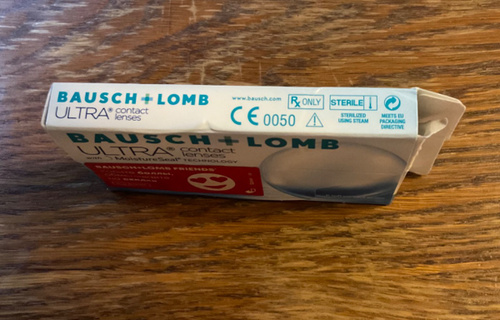 BAUSCH + LOMB
ULTRA® contact lenses
www.bausch.com
CE 0050
Rx ONLY
STERILE
STERILIZED
USING STEAM
MEETS EU
PACKAGING
DIRECTIVE
BAUSCH + LOMB
ULTRA® contact lenses
with MoistureSeal® TECHNOLOGY
BAUSCH+LOMB FRIENDS